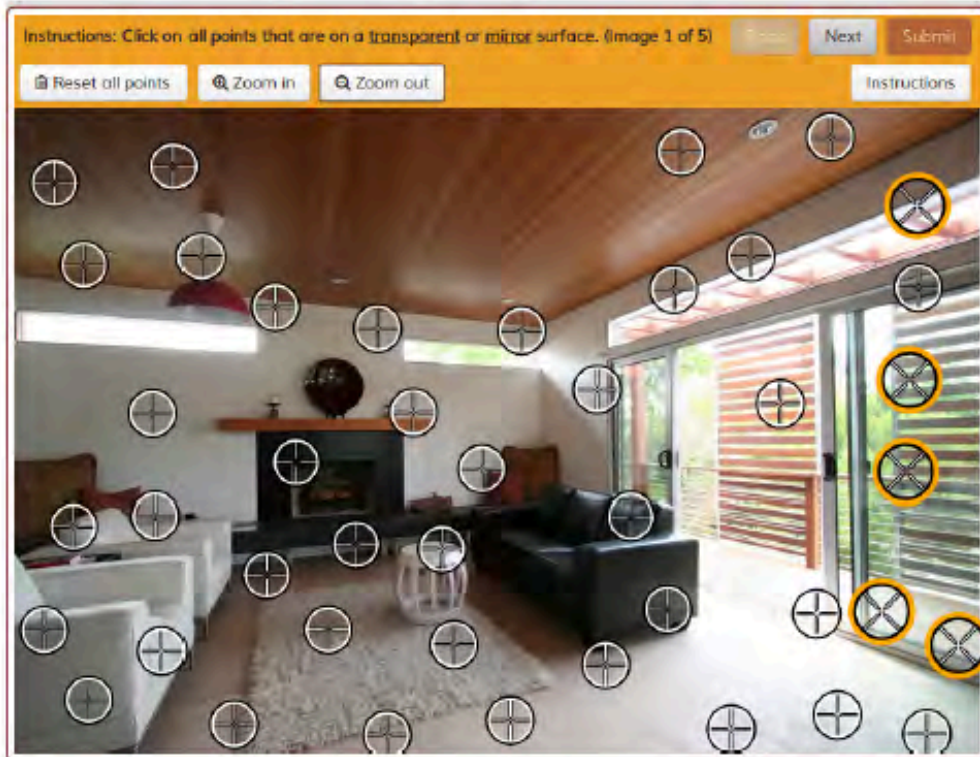 Instructions: Click on all points that are on a transparent or mirror surface. (Image 1 of 5)
Next
Submit
Reset all points
Zoom in
Zoom out
Instructions